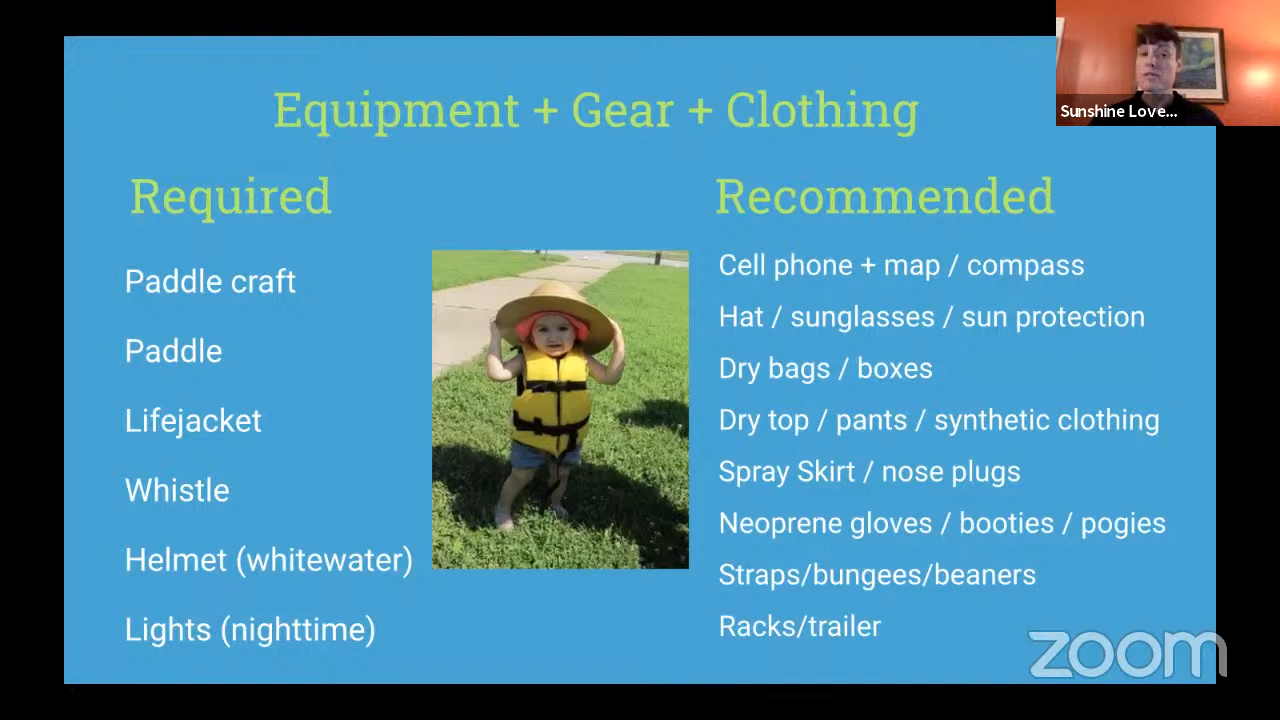 Equipment + Gear + Clothing
Sunshine Love...
Required
Paddle craft
Paddle
Lifejacket
Whistle
Helmet (whitewater)
Lights (nighttime)
Recommended
Cell phone + map / compass
Hat / sunglasses / sun protection
Dry bags / boxes
Dry top / pants / synthetic clothing
Spray Skirt / nose plugs
Neoprene gloves / booties / pogies
Straps/bungees/beaners
Racks/trailer
zoom